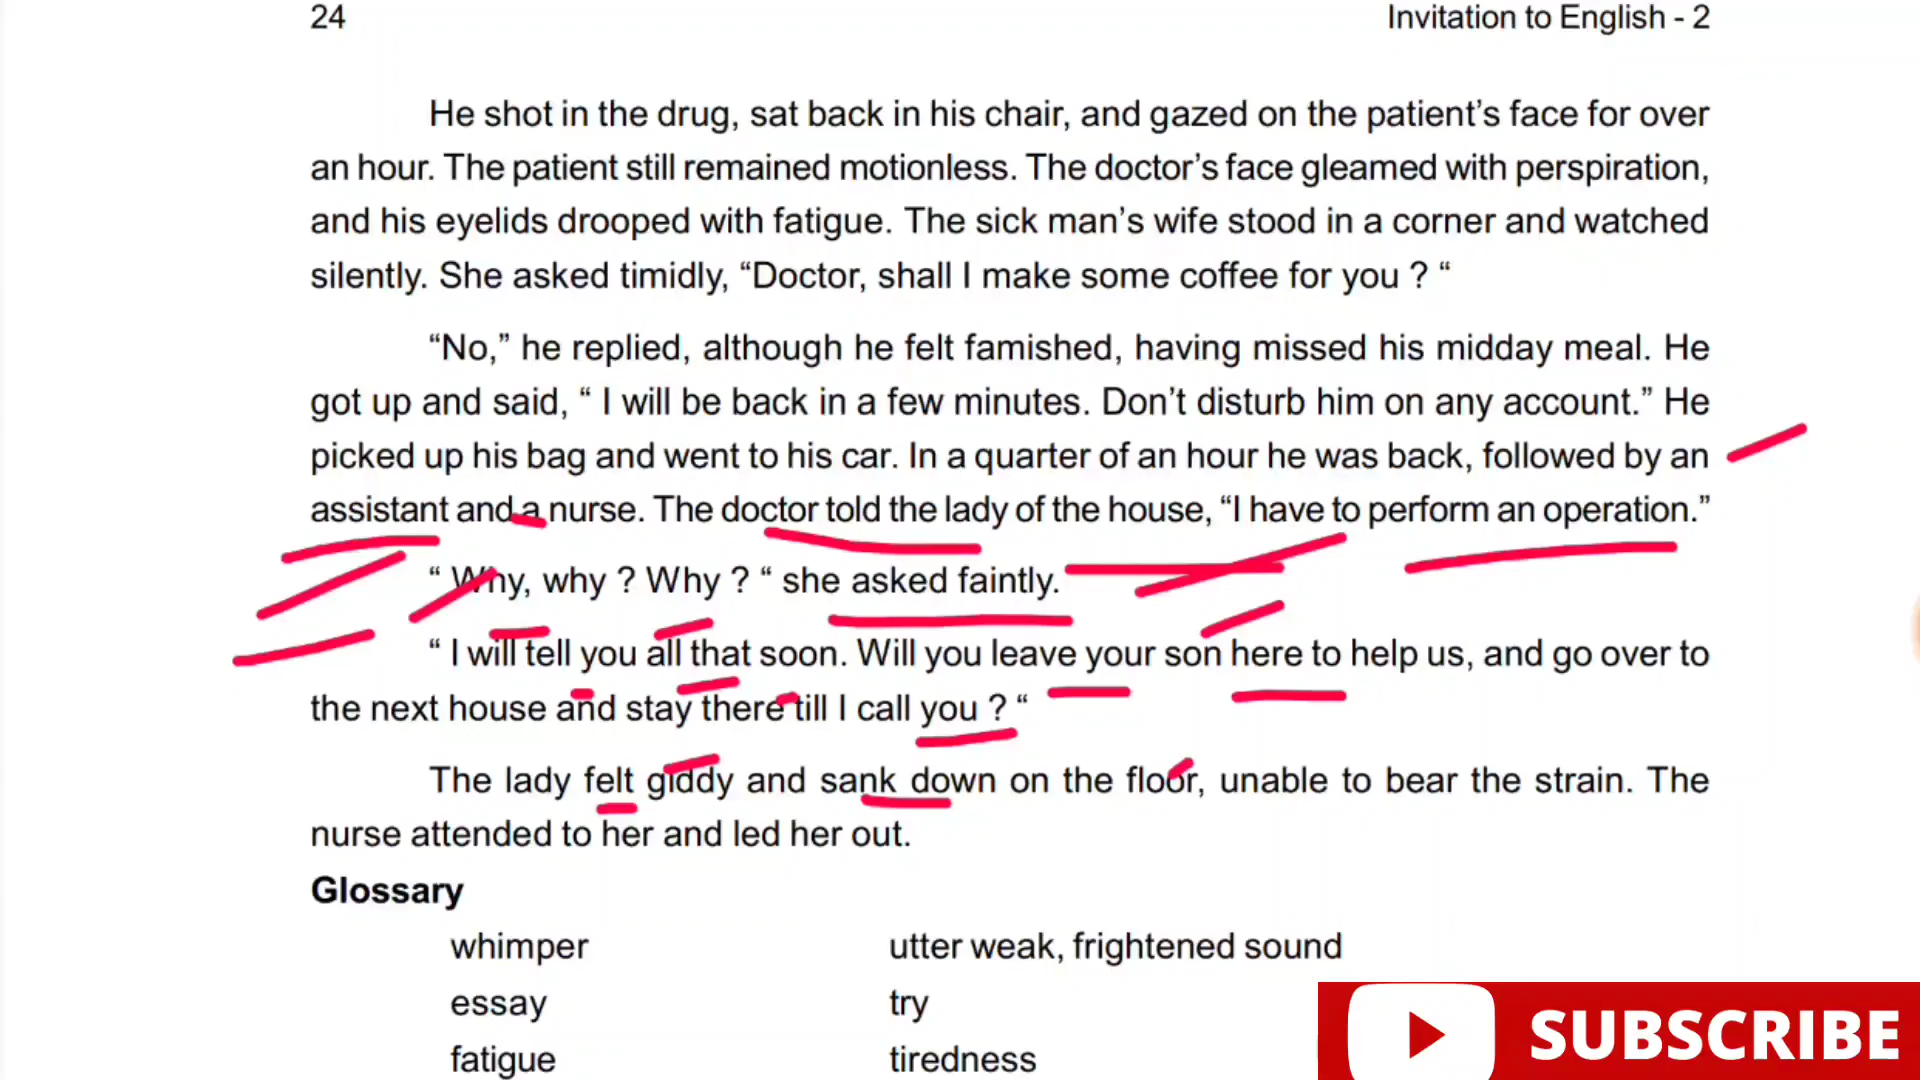 24 Invitation to English - 2
He shot in the drug, sat back in his chair, and gazed on the patient’s face for over
an hour. The patient still remained motionless. The doctor’s face gleamed with perspiration,
and his eyelids drooped with fatigue. The sick man’s wife stood in a corner and watched
silently. She asked timidly, “Doctor, shall I make some coffee for you ? “
“No,” he replied, although he felt famished, having missed his midday meal. He
got up and said, “ I will be back in a few minutes. Don’t disturb him on any account.” He
picked up his bag and went to his car. In a quarter of an hour he was back, followed by an
assistant and a nurse. The doctor told the lady of the house, “I have to perform an operation.”
“ Why, why ? Why ? “ she asked faintly.
“ I will tell you all that soon. Will you leave your son here to help us, and go over to
the next house and stay there till I call you ? “
The lady felt giddy and sank down on the floor, unable to bear the strain. The
nurse attended to her and led her out.
Glossary
whimper utter weak, frightened sound
essay try
fatigue tiredness
SUBSCRIBE